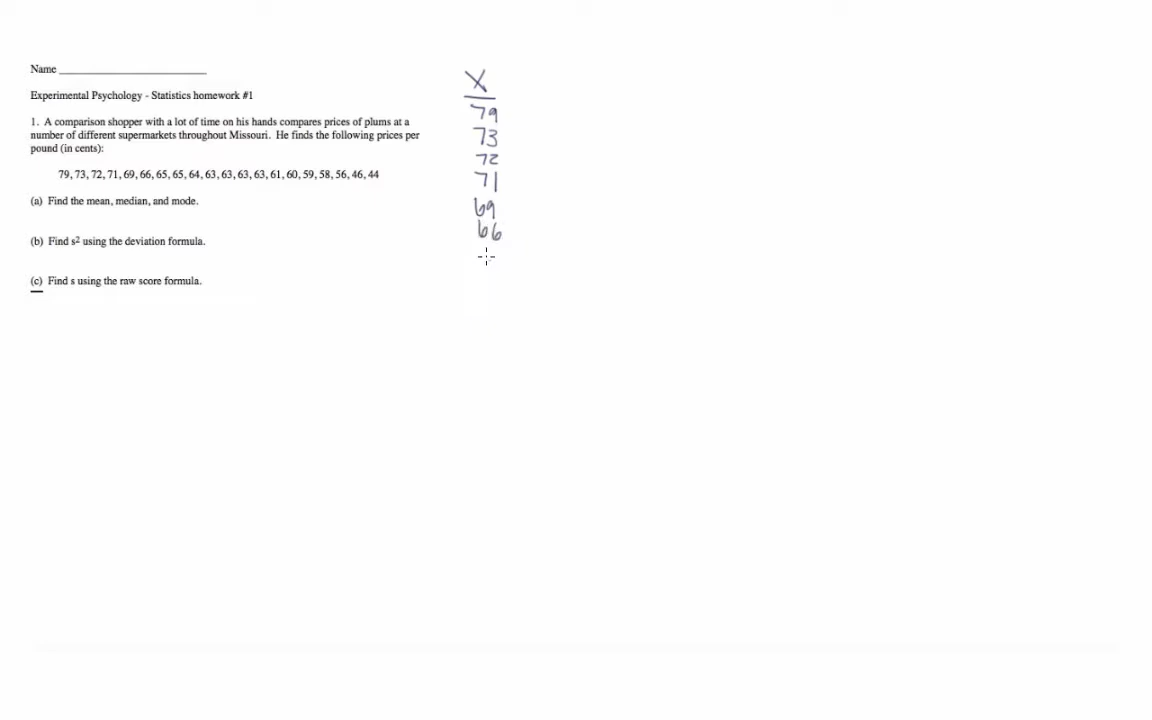 Name
Experimental Psychology - Statistics homework #1
1. A comparison shopper with a lot of time on his hands compares prices of plums at a
number of different supermarkets throughout Missouri. He finds the following prices per
pound (in cents):
79, 73, 72, 71, 69, 66, 65, 65, 64, 63, 63, 63, 63, 61, 60, 59, 58, 56, 46, 44
(a) Find the mean, median, and mode.
(b) Find s² using the deviation formula.
(c) Find s using the raw score formula.
X
79
73
72
71
69
66